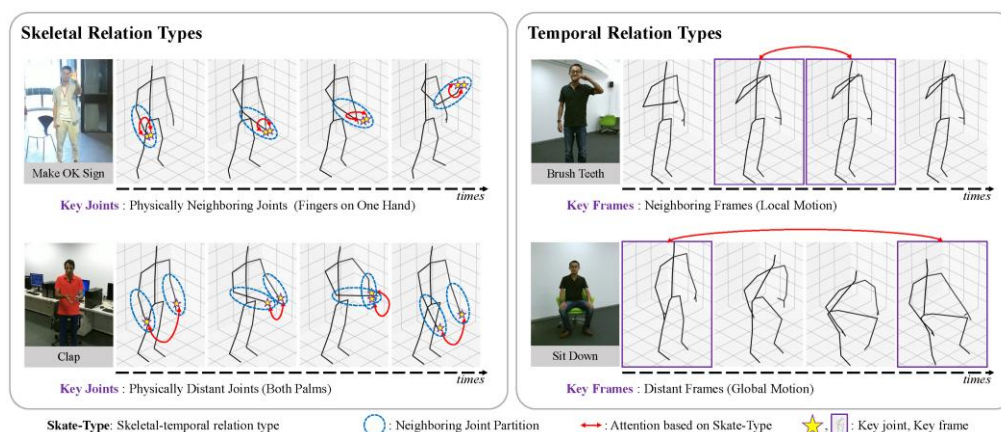 Skeletal Relation Types
Make OK Sign
times
Key Joints : Physically Neighboring Joints (Fingers on One Hand)
Clap
times
Key Joints : Physically Distant Joints (Both Palms)
Temporal Relation Types
Brush Teeth
times
Key Frames : Neighboring Frames (Local Motion)
Sit Down
times
Key Frames : Distant Frames (Global Motion)
Skate-Type: Skeletal-temporal relation type
: Neighboring Joint Partition
: Attention based on Skate-Type
, : Key joint, Key frame